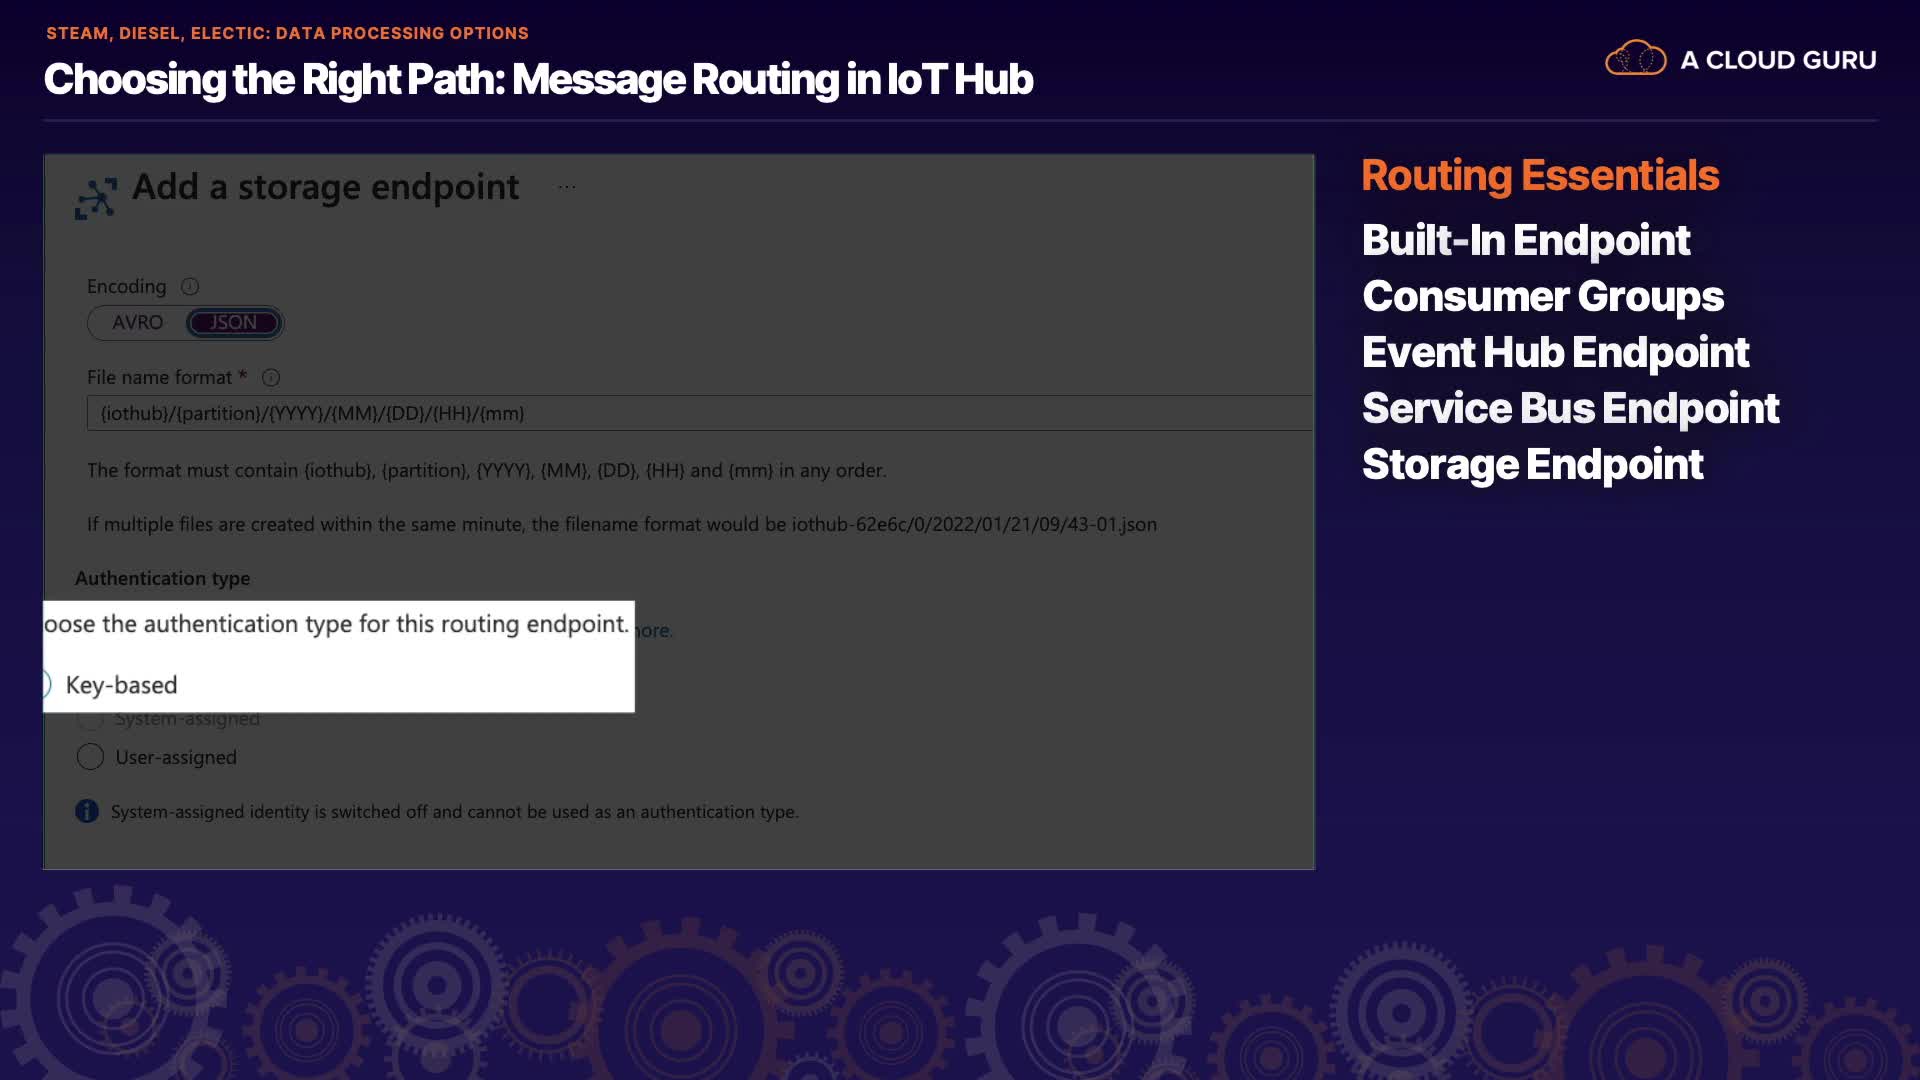 STEAM, DIESEL, ELECTIC: DATA PROCESSING OPTIONS
Choosing the Right Path: Message Routing in IoT Hub
A CLOUD GURU
Add a storage endpoint ...
Encoding
AVRO JSON
File name format *
{iothub}/{partition}/{YYYY}/{MM}/{DD}/{HH}/{mm}
The format must contain {iothub}, {partition}, {YYYY}, {MM}, {DD}, {HH} and {mm} in any order.
If multiple files are created within the same minute, the filename format would be iothub-62e6c/0/2022/01/21/09/43-01.json
Authentication type
oose the authentication type for this routing endpoint. ore.
Key-based
System-assigned
User-assigned
System-assigned identity is switched off and cannot be used as an authentication type.
Routing Essentials
Built-In Endpoint
Consumer Groups
Event Hub Endpoint
Service Bus Endpoint
Storage Endpoint